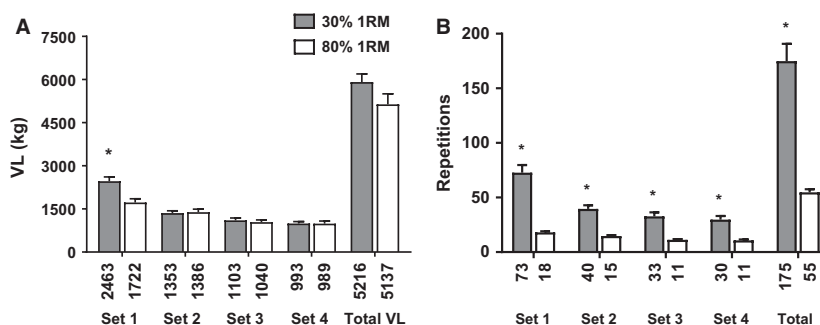 A
30% 1RM
80% 1RM
VL (kg)
7500
6000
4500
3000
1500
0
*
2463 1722 1353 1386 1103 1040 993 989 5216 5137
Set 1 Set 2 Set 3 Set 4 Total VL
B
Repetitions
200
150
100
50
0
* * * * *
73 18 40 15 33 11 30 11 175 55
Set 1 Set 2 Set 3 Set 4 Total